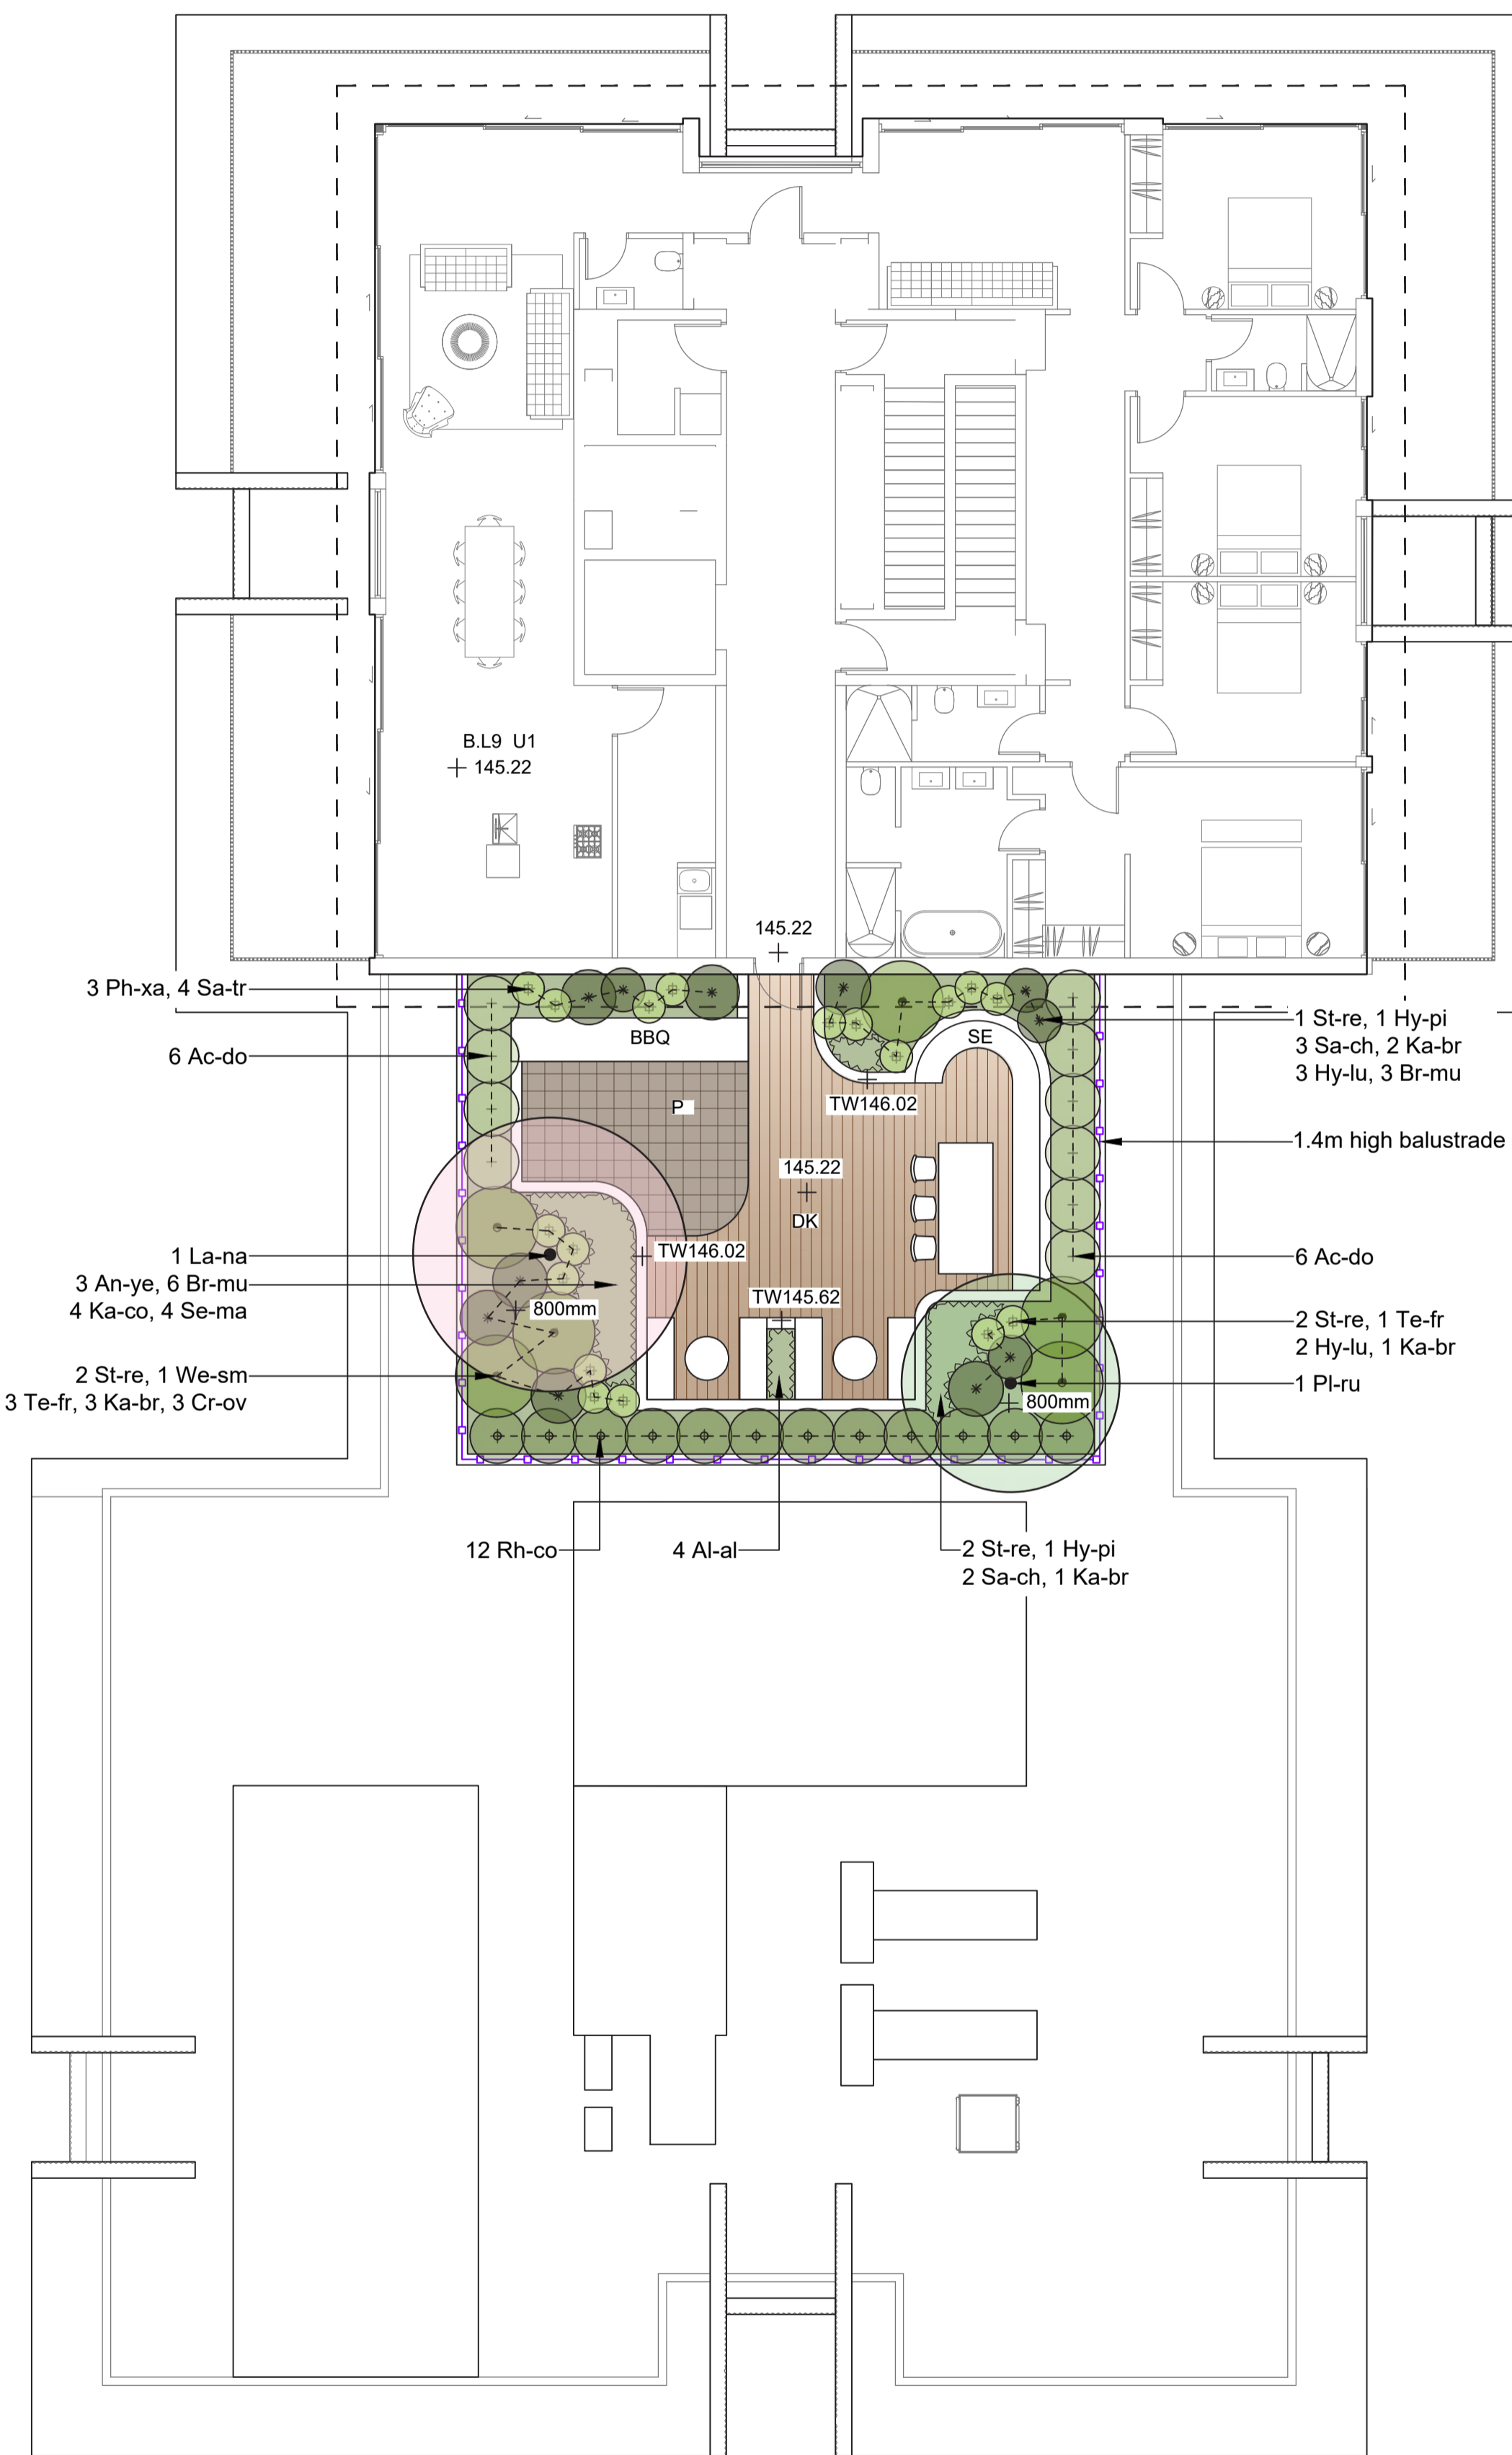 B.L9 U1
145.22
145.22
3 Ph-xa, 4 Sa-tr
BBQ
SE
1 St-re, 1 Hy-pi
3 Sa-ch, 2 Ka-br
3 Hy-lu, 3 Br-mu
6 Ac-do
P
TW146.02
1.4m high balustrade
145.22
DK
1 La-na
3 An-ye, 6 Br-mu
4 Ka-co, 4 Se-ma
TW146.02
6 Ac-do
800mm
TW145.62
2 St-re, 1 Te-fr
2 Hy-lu, 1 Ka-br
2 St-re, 1 We-sm
3 Te-fr, 3 Ka-br, 3 Cr-ov
1 Pl-ru
800mm
12 Rh-co
4 Al-al
2 St-re, 1 Hy-pi
2 Sa-ch, 1 Ka-br